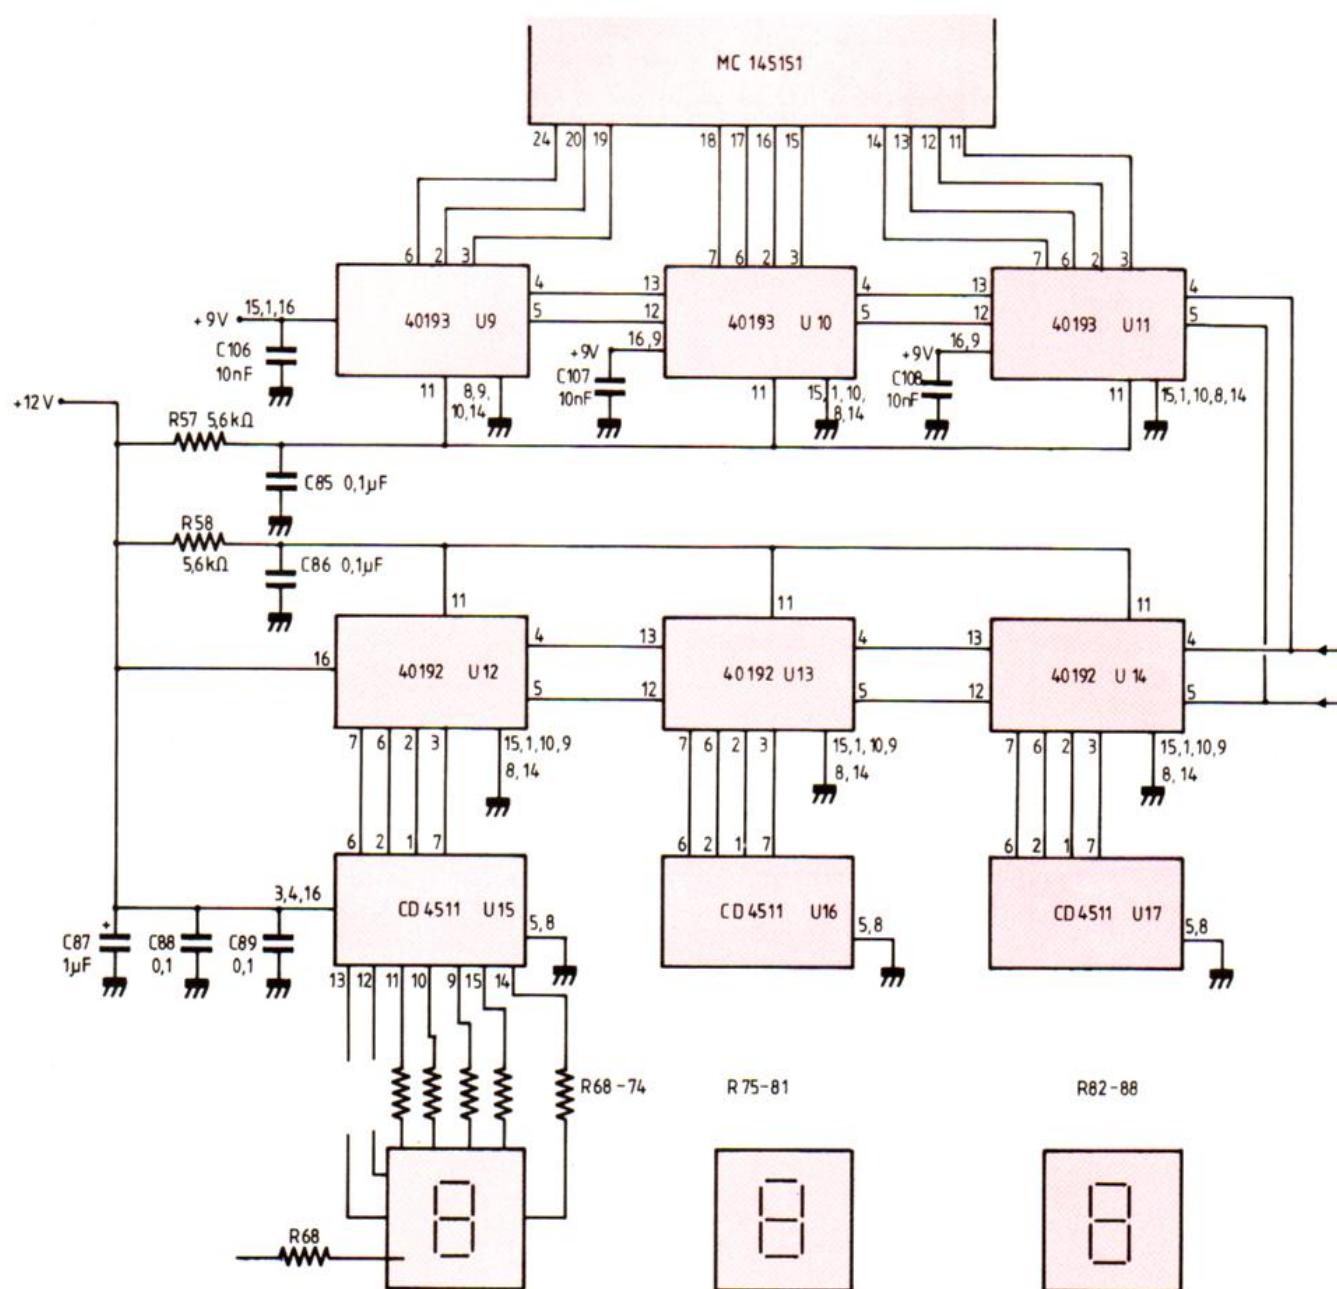 MC 145151
24 20 19 18 17 16 15 14 13 12 11
6 2 3 7 6 2 3 7 6 2 3
15,1,16 4 13 4 13 4
+9V 40193 U9 5 12 40193 U10 5 12 40193 U11 5
16,9 16,9
C106 +9V +9V
10nF C107 C108
10nF 10nF
11 8,9, 11 15,1,10, 11 15,1,10,8,14
10,14 8,14
+12V
R57 5,6kΩ
C85 0,1µF
R58
5,6kΩ C86 0,1µF
11 11 11
4 13 4 13 4
16 40192 U12 40192 U13 40192 U14
5 12 5 12 5
7 6 2 3 15,1,10,9 7 6 2 3 15,1,10,9 7 6 2 3 15,1,10,9
8,14 8,14 8,14
6 2 1 7 6 2 1 7 6 2 1 7
3,4,16 CD4511 U15 CD4511 U16 CD4511 U17
5,8 5,8 5,8
+
C87 C88 C89
1µF 0,1 0,1
13 12 11 10 9 15 14
R68-74 R75-81 R82-88
R68